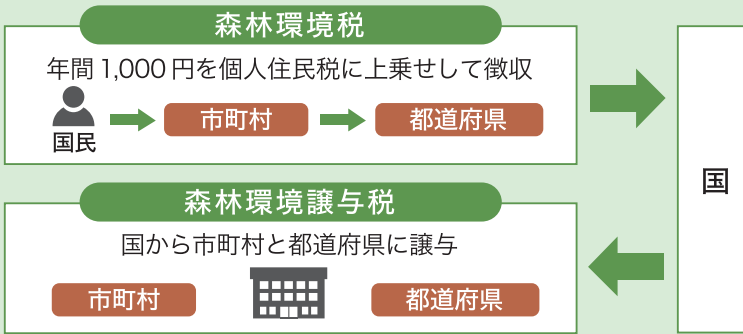 森林環境税
年間1,000円を個人住民税に上乗せして徴収
国民
市町村
都道府県
国
森林環境譲与税
国から市町村と都道府県に譲与
市町村
都道府県